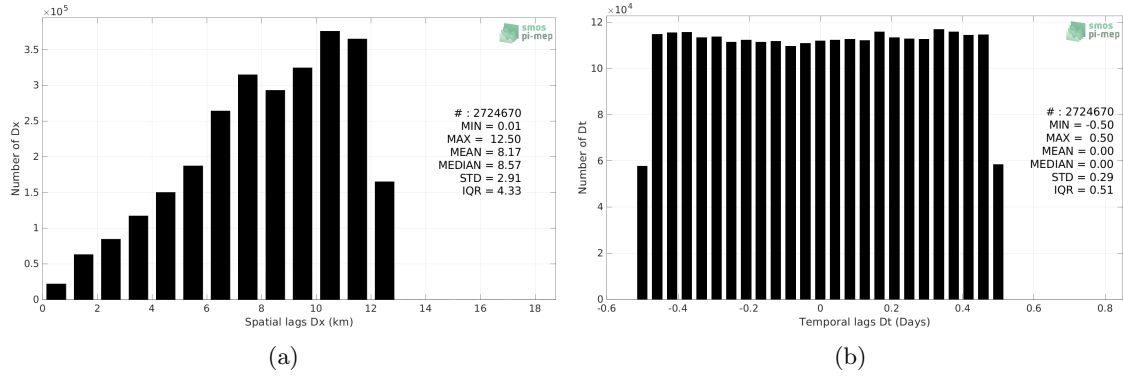 ×10⁵
smos
pi-mep
3.5
3
2.5
2
1.5
1
0.5
0
Number of Dx
# : 2724670
MIN = 0.01
MAX = 12.50
MEAN = 8.17
MEDIAN = 8.57
STD = 2.91
IQR = 4.33
0 2 4 6 8 10 12 14 16 18
Spatial lags Dx (km)
(a)
×10⁴
smos
pi-mep
12
10
8
6
4
2
0
Number of Dt
# : 2724670
MIN = -0.50
MAX = 0.50
MEAN = 0.00
MEDIAN = 0.00
STD = 0.29
IQR = 0.51
-0.6 -0.4 -0.2 0 0.2 0.4 0.6 0.8
Temporal lags Dt (Days)
(b)